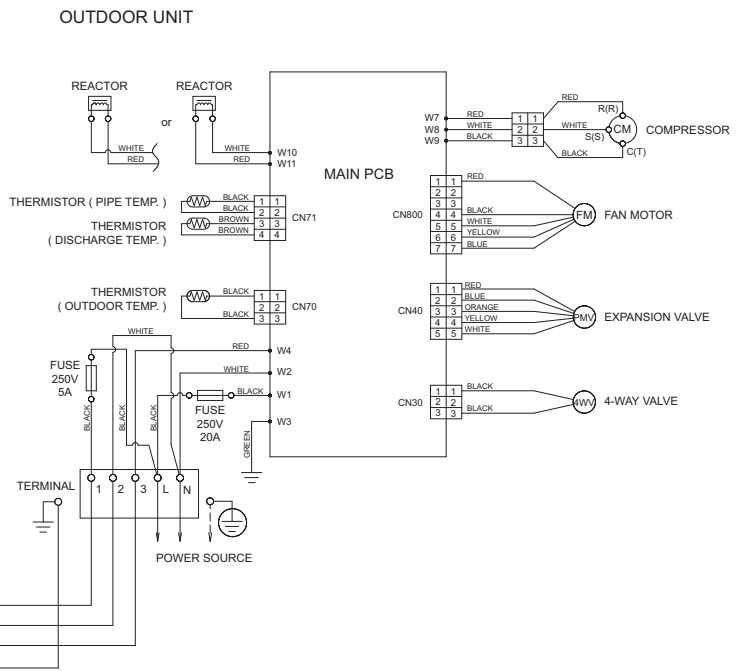 OUTDOOR UNIT
REACTOR
REACTOR
or
WHITE
RED
WHITE
RED
W10
W11
MAIN PCB
W7
W8
W9
RED
WHITE
BLACK
1 1
2 2
3 3
RED
WHITE
BLACK
R(R)
S(S)
C(T)
CM
COMPRESSOR
THERMISTOR ( PIPE TEMP. )
BLACK
BLACK
THERMISTOR
( DISCHARGE TEMP. )
BROWN
BROWN
1 1
2 2
3 3
4 4
CN71
CN800
1 1
2 2
3 3
4 4
5 5
6 6
7 7
RED
BLACK
WHITE
YELLOW
BLUE
FM
FAN MOTOR
THERMISTOR
( OUTDOOR TEMP. )
BLACK
BLACK
1 1
2 2
3 3
CN70
CN40
1 1
2 2
3 3
4 4
5 5
RED
BLUE
ORANGE
YELLOW
WHITE
PMV
EXPANSION VALVE
WHITE
RED
W4
WHITE
W2
BLACK
W1
W3
FUSE
250V
5A
FUSE
250V
20A
BLACK
BLACK
BLACK
GREEN
CN30
1 1
2 2
3 3
BLACK
BLACK
4WV
4-WAY VALVE
TERMINAL
1 2 3 L N
POWER SOURCE